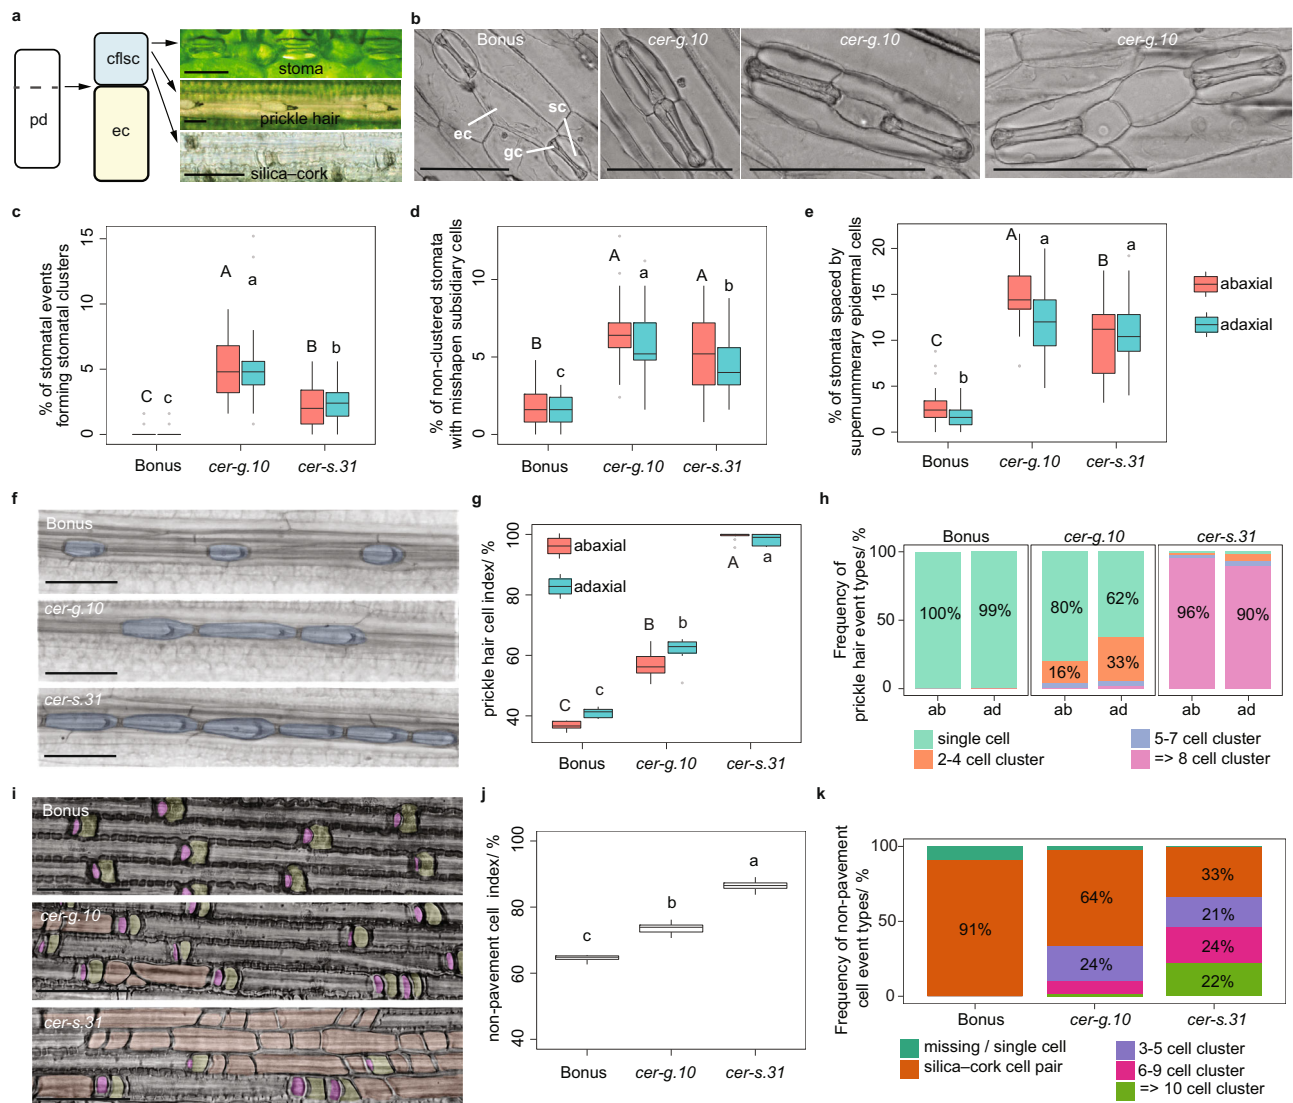 a
pd
cflsc
ec
stoma
prickle hair
silica–cork
b
Bonus
ec
gc
sc
cer-g.10
cer-g.10
cer-g.10
c
% of stomatal events
forming stomatal clusters
15
10
5
0
C
c
A
a
B
b
Bonus
cer-g.10
cer-s.31
d
% of non-clustered stomata
with misshapen subsidiary cells
10
5
0
B
c
A
a
A
b
Bonus
cer-g.10
cer-s.31
e
% of stomata spaced by
supernummerary epidermal cells
20
15
10
5
0
C
b
A
a
B
a
Bonus
cer-g.10
cer-s.31
abaxial
adaxial
f
Bonus
cer-g.10
cer-s.31
g
prickle hair cell index/ %
100
80
60
40
abaxial
adaxial
C
c
B
b
A
a
Bonus
cer-g.10
cer-s.31
h
Frequency of
prickle hair event types/ %
100
50
0
Bonus
cer-g.10
cer-s.31
100%
99%
80%
16%
62%
33%
96%
90%
ab
ad
ab
ad
ab
ad
single cell
2-4 cell cluster
5-7 cell cluster
=> 8 cell cluster
i
Bonus
cer-g.10
cer-s.31
j
non-pavement cell index/ %
100
80
60
40
c
b
a
Bonus
cer-g.10
cer-s.31
k
Frequency of non-pavement
cell event types/ %
100
50
0
91%
64%
24%
33%
21%
24%
22%
Bonus
cer-g.10
cer-s.31
missing / single cell
silica–cork cell pair
3-5 cell cluster
6-9 cell cluster
=> 10 cell cluster